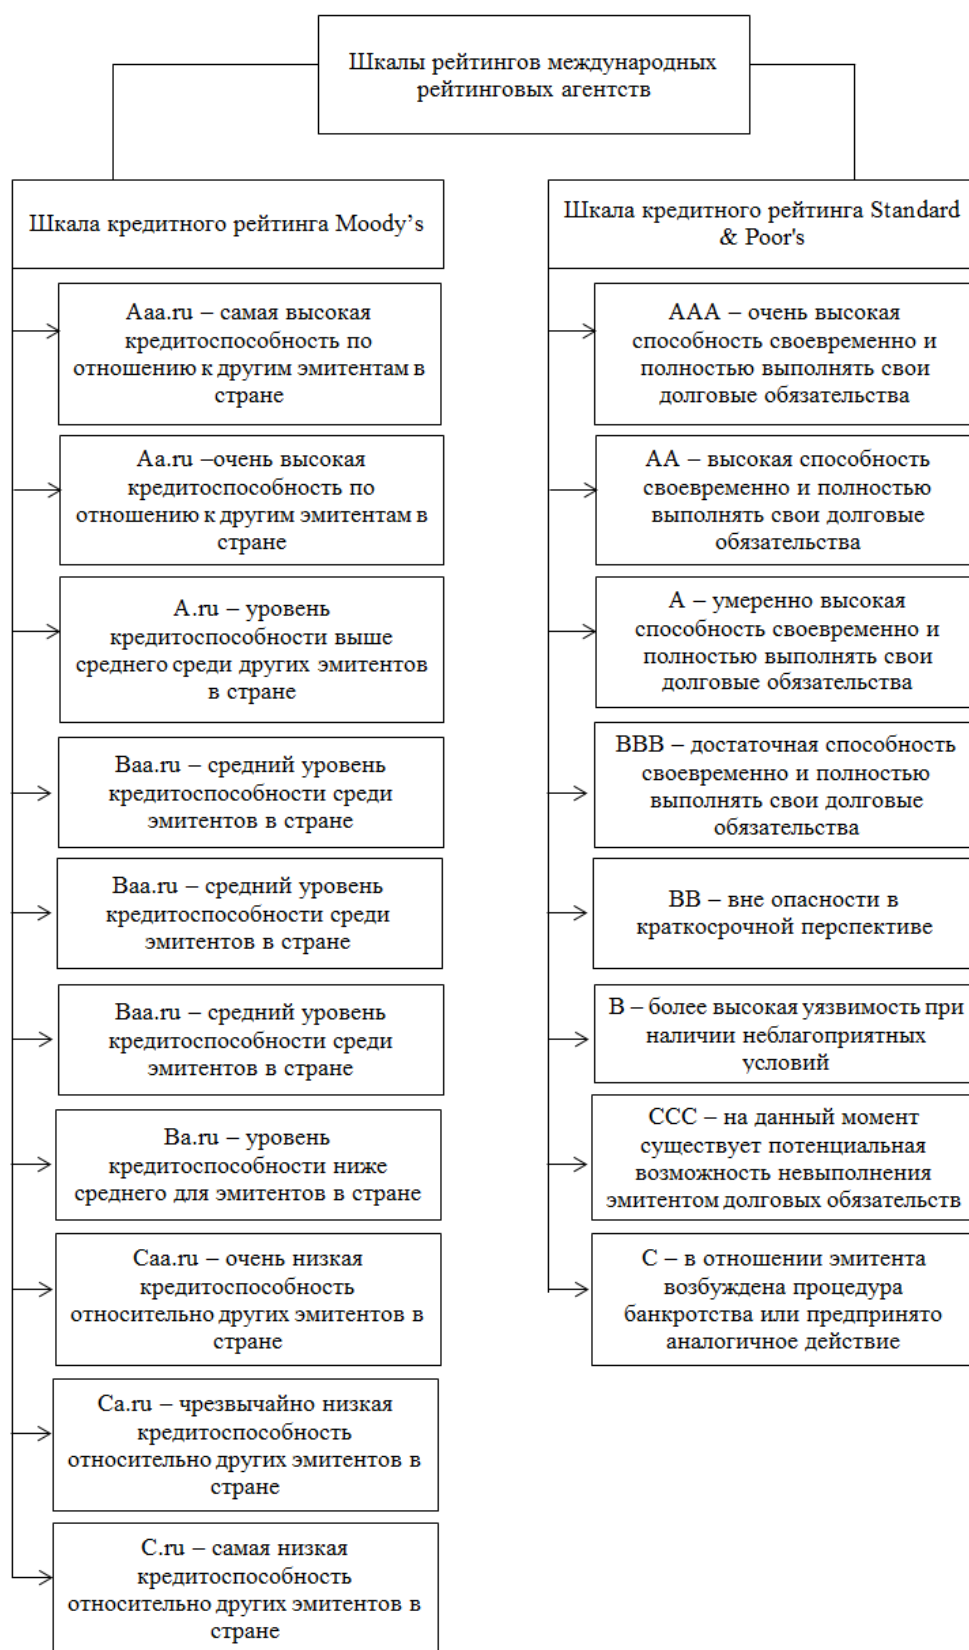 Шкалы рейтингов международных
рейтинговых агентств
Шкала кредитного рейтинга Moody’s
Aaa.ru – самая высокая
кредитоспособность по
отношению к другим эмитентам в
стране
Aa.ru –очень высокая
кредитоспособность по
отношению к другим эмитентам в
стране
A.ru – уровень
кредитоспособности выше
среднего среди других эмитентов
в стране
Baa.ru – средний уровень
кредитоспособности среди
эмитентов в стране
Baa.ru – средний уровень
кредитоспособности среди
эмитентов в стране
Baa.ru – средний уровень
кредитоспособности среди
эмитентов в стране
Ba.ru – уровень
кредитоспособности ниже
среднего для эмитентов в стране
Caa.ru – очень низкая
кредитоспособность
относительно других эмитентов в
стране
Ca.ru – чрезвычайно низкая
кредитоспособность
относительно других эмитентов в
стране
C.ru – самая низкая
кредитоспособность
относительно других эмитентов в
стране
Шкала кредитного рейтинга Standard
& Poor's
AAA – очень высокая
способность своевременно и
полностью выполнять свои
долговые обязательства
AA – высокая способность
своевременно и полностью
выполнять свои долговые
обязательства
A – умеренно высокая
способность своевременно и
полностью выполнять свои
долговые обязательства
BBB – достаточная способность
своевременно и полностью
выполнять свои долговые
обязательства
BB – вне опасности в
краткосрочной перспективе
B – более высокая уязвимость при
наличии неблагоприятных
условий
CCC – на данный момент
существует потенциальная
возможность невыполнения
эмитентом долговых обязательств
C – в отношении эмитента
возбуждена процедура
банкротства или предпринято
аналогичное действие